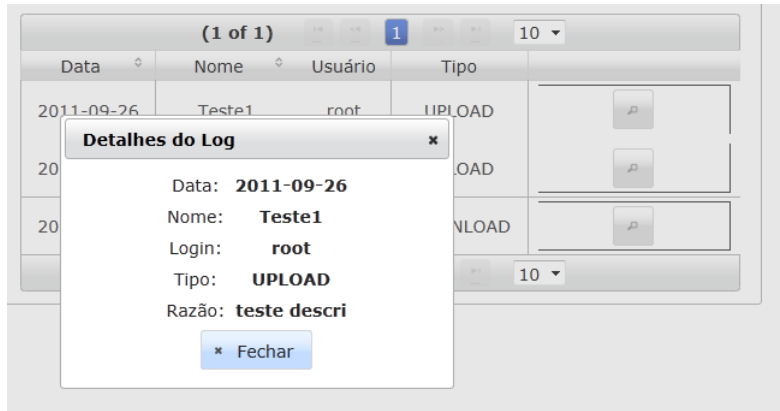 (1 of 1) 1 10
Data Nome Usuário Tipo
2011-09-26 Teste1 root UPLOAD
Detalhes do Log
Data: 2011-09-26
Nome: Teste1
Login: root
Tipo: UPLOAD
Razão: teste descri
Fechar
10